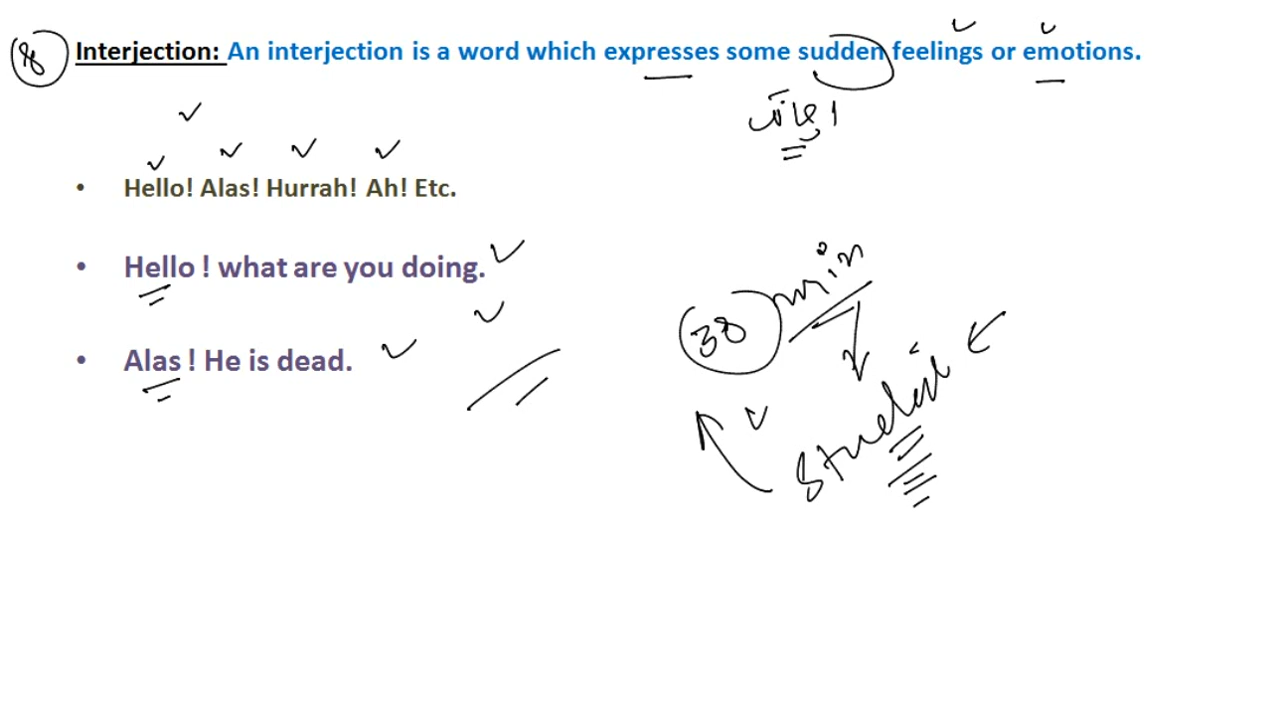 8 Interjection: An interjection is a word which expresses some sudden feelings or emotions.
اچانک
Hello! Alas! Hurrah! Ah! Etc.
Hello ! what are you doing.
38 min
Alas ! He is dead.
Student